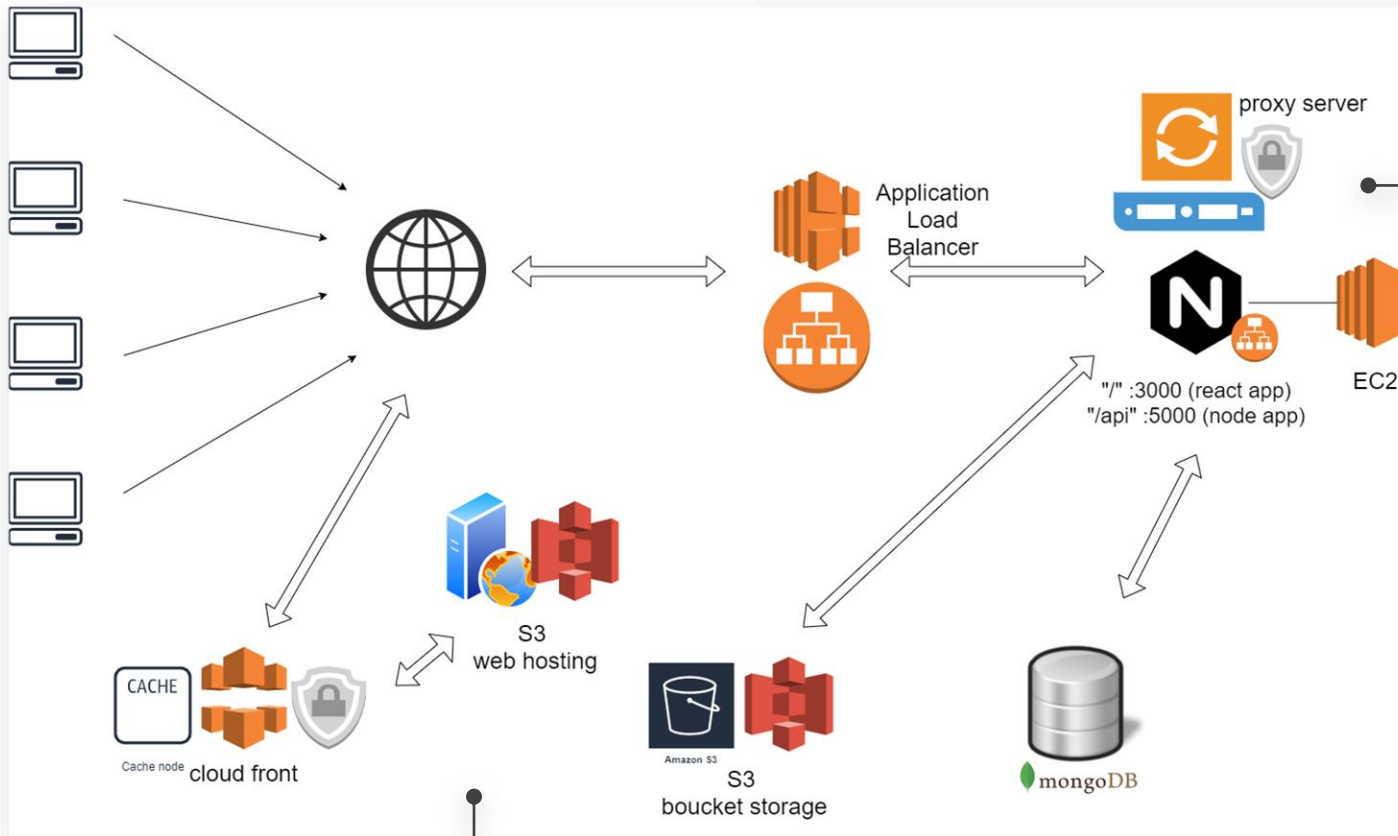 proxy server
Application
Load
Balancer
N
"/" :3000 (react app)
"/api" :5000 (node app)
EC2
S3
web hosting
CACHE
Cache node
cloud front
Amazon S3
S3
boucket storage
mongoDB